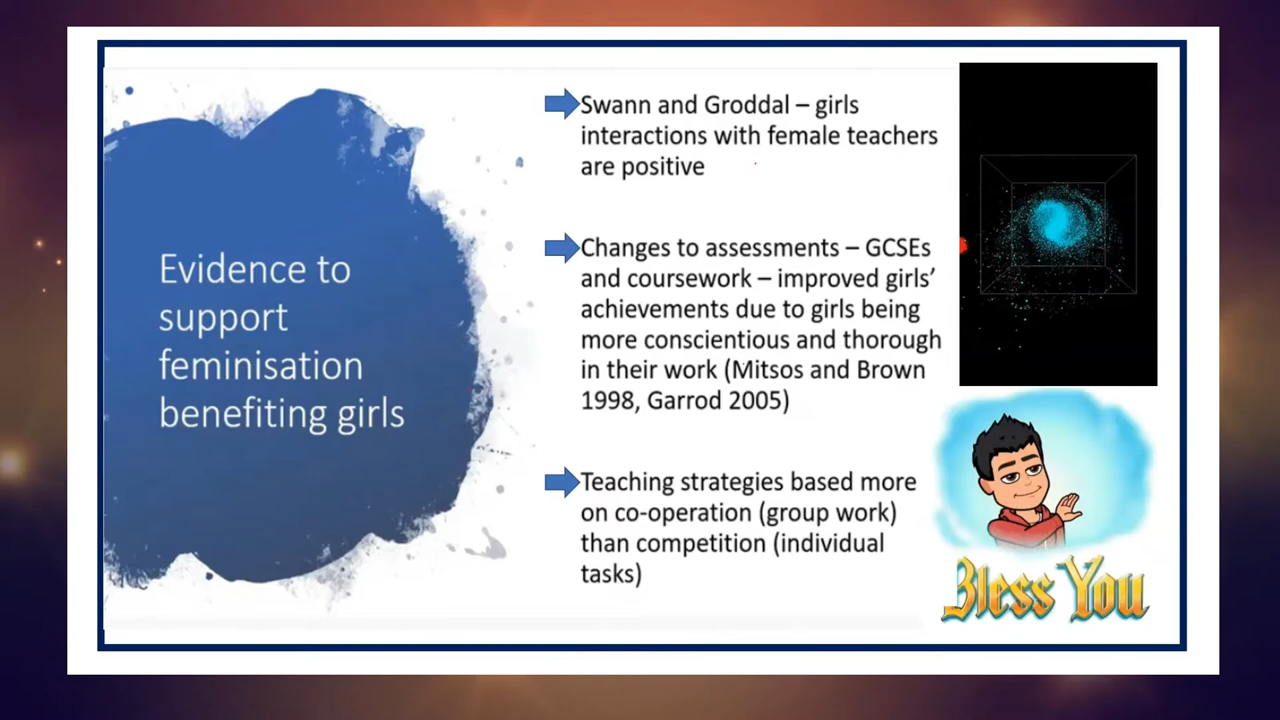 Evidence to
support
feminisation
benefiting girls
Swann and Groddal – girls
interactions with female teachers
are positive
Changes to assessments – GCSEs
and coursework – improved girls’
achievements due to girls being
more conscientious and thorough
in their work (Mitsos and Brown
1998, Garrod 2005)
Teaching strategies based more
on co-operation (group work)
than competition (individual
tasks)
Bless You